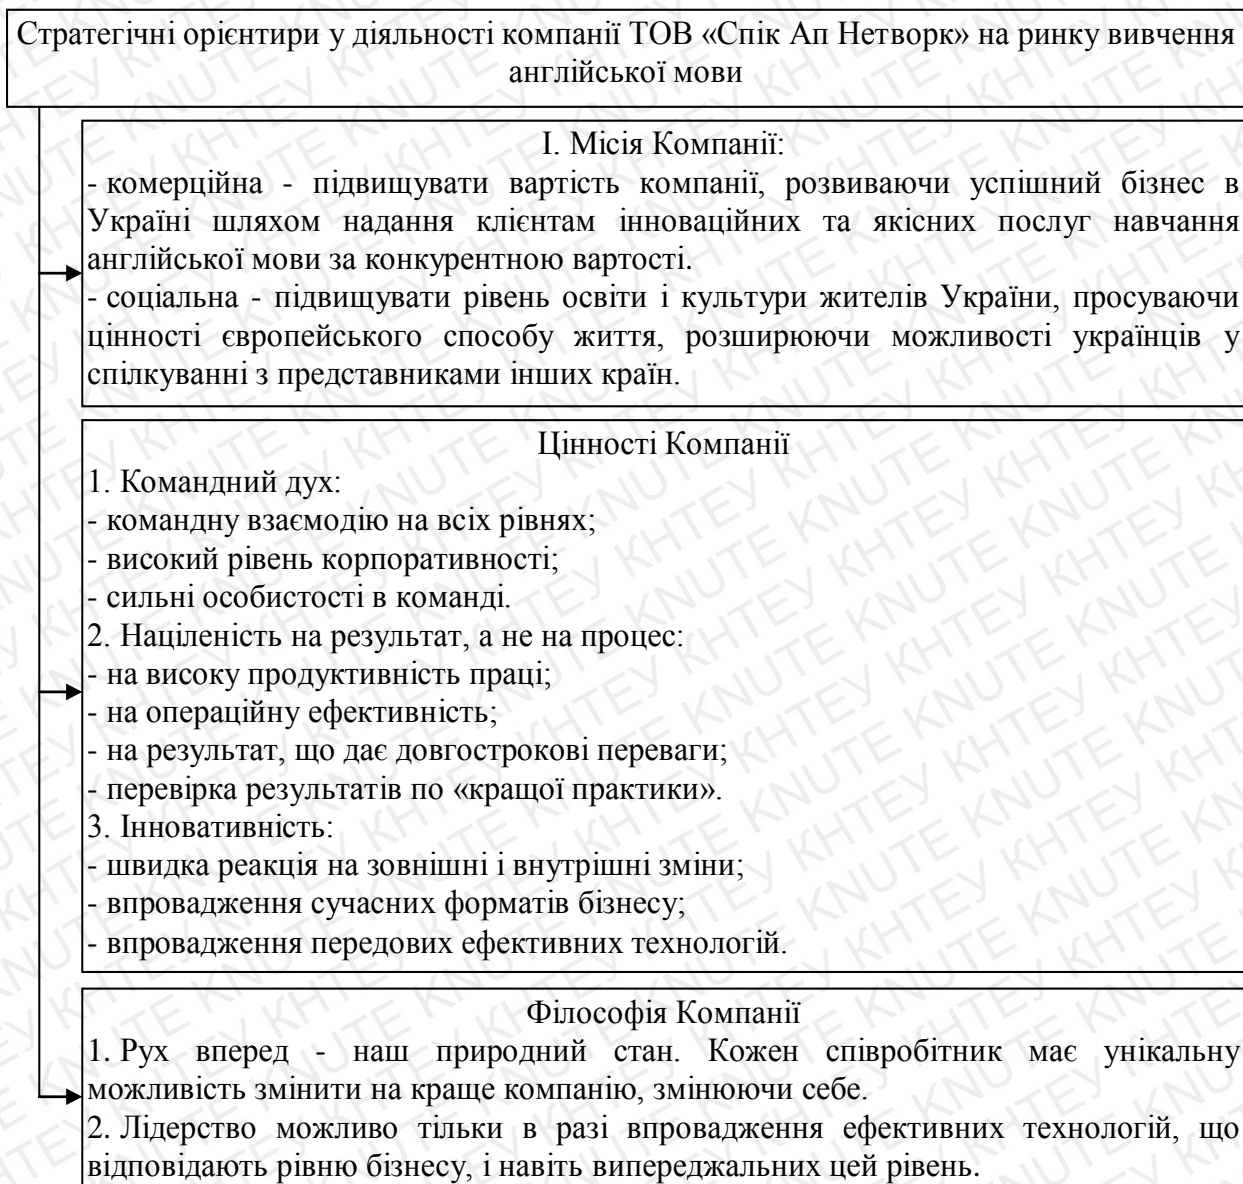 Стратегічні орієнтири у діяльності компанії ТОВ «Спік Ап Нетворк» на ринку вивчення
англійської мови
І. Місія Компанії:
- комерційна - підвищувати вартість компанії, розвиваючи успішний бізнес в
Україні шляхом надання клієнтам інноваційних та якісних послуг навчання
англійської мови за конкурентною вартості.
- соціальна - підвищувати рівень освіти і культури жителів України, просуваючи
цінності європейського способу життя, розширюючи можливості українців у
спілкуванні з представниками інших країн.
Цінності Компанії
1. Командний дух:
- командну взаємодію на всіх рівнях;
- високий рівень корпоративності;
- сильні особистості в команді.
2. Націленість на результат, а не на процес:
- на високу продуктивність праці;
- на операційну ефективність;
- на результат, що дає довгострокові переваги;
- перевірка результатів по «кращої практики».
3. Інновативність:
- швидка реакція на зовнішні і внутрішні зміни;
- впровадження сучасних форматів бізнесу;
- впровадження передових ефективних технологій.
Філософія Компанії
1. Рух вперед - наш природний стан. Кожен співробітник має унікальну
можливість змінити на краще компанію, змінюючи себе.
2. Лідерство можливо тільки в разі впровадження ефективних технологій, що
відповідають рівню бізнесу, і навіть випереджальних цей рівень.